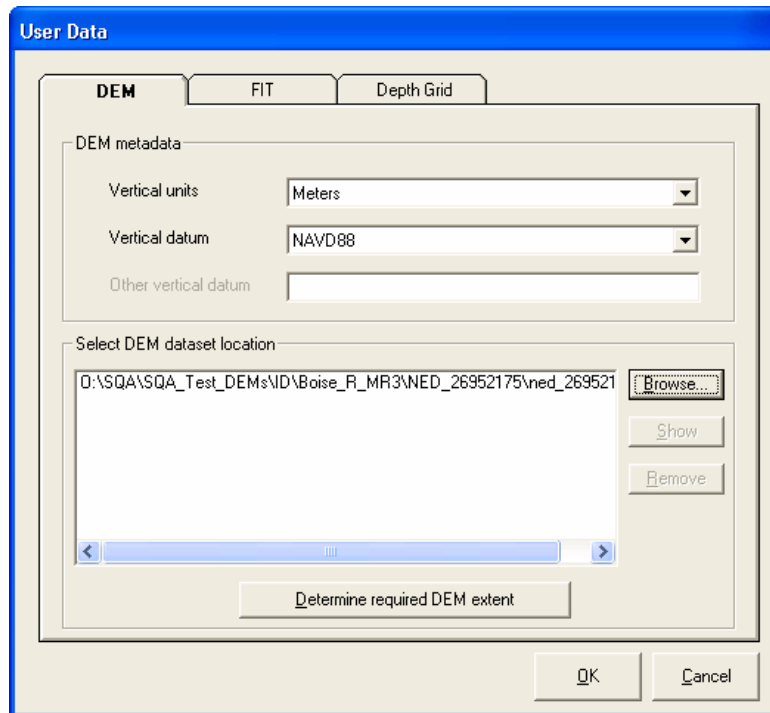 User Data
DEM FIT Depth Grid
DEM metadata
Vertical units Meters
Vertical datum NAVD88
Other vertical datum
Select DEM dataset location
O:\SQA\SQA_Test_DEMs\ID\Boise_R_MR3\NED_26952175\ned_269521
Browse...
Show
Remove
Determine required DEM extent
OK Cancel